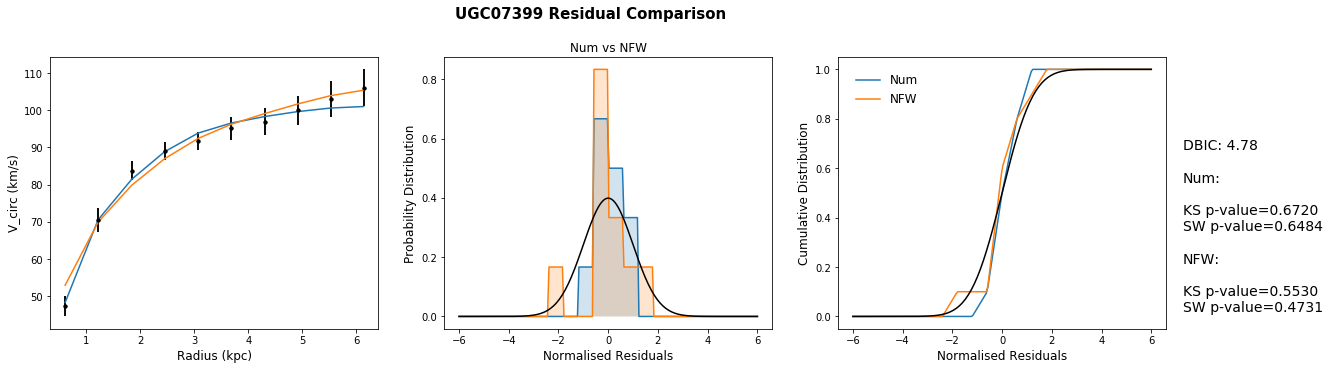 UGC07399 Residual Comparison
V_circ (km/s)
110
100
90
80
70
60
50
1 2 3 4 5 6
Radius (kpc)
Num vs NFW
Probability Distribution
0.8
0.6
0.4
0.2
0.0
−6 −4 −2 0 2 4 6
Normalised Residuals
Cumulative Distribution
1.0
0.8
0.6
0.4
0.2
0.0
Num
NFW
−6 −4 −2 0 2 4 6
Normalised Residuals
DBIC: 4.78
Num:
KS p-value=0.6720
SW p-value=0.6484
NFW:
KS p-value=0.5530
SW p-value=0.4731